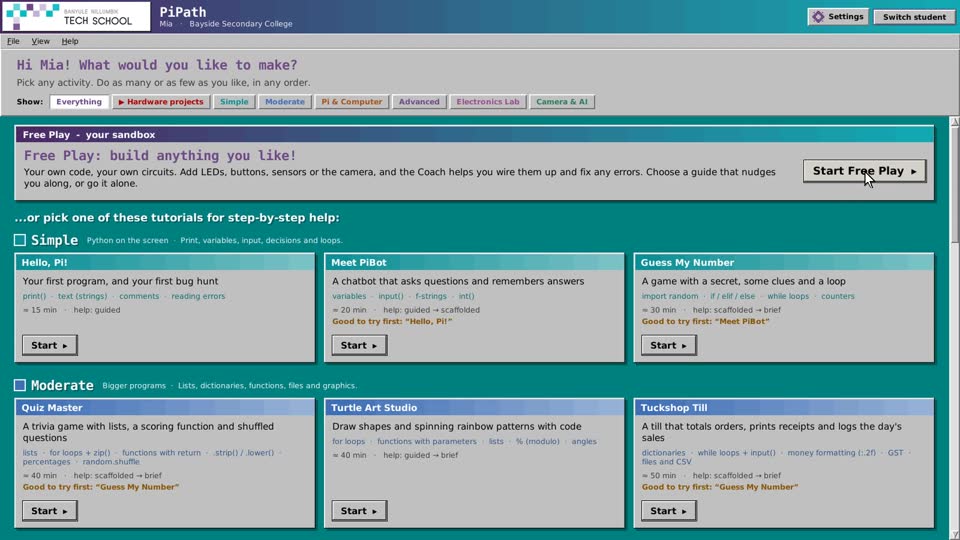 BANYULE NILLUMBIK
TECH SCHOOL
PiPath
Mia · Bayside Secondary College
Settings
Switch student
File View Help
Hi Mia! What would you like to make?
Pick any activity. Do as many or as few as you like, in any order.
Show: Everything ▶ Hardware projects Simple Moderate Pi & Computer Advanced Electronics Lab Camera & AI
Free Play - your sandbox
Free Play: build anything you like!
Your own code, your own circuits. Add LEDs, buttons, sensors or the camera, and the Coach helps you wire them up and fix any errors. Choose a guide that nudges
you along, or go it alone.
Start Free Play ▸
...or pick one of these tutorials for step-by-step help:
Simple Python on the screen · Print, variables, input, decisions and loops.
Hello, Pi!
Your first program, and your first bug hunt
print() · text (strings) · comments · reading errors
≈ 15 min · help: guided
Start ▸
Meet PiBot
A chatbot that asks questions and remembers answers
variables · input() · f-strings · int()
≈ 20 min · help: guided → scaffolded
Good to try first: “Hello, Pi!”
Start ▸
Guess My Number
A game with a secret, some clues and a loop
import random · if / elif / else · while loops · counters
≈ 30 min · help: scaffolded → brief
Good to try first: “Meet PiBot”
Start ▸
Moderate Bigger programs · Lists, dictionaries, functions, files and graphics.
Quiz Master
A trivia game with lists, a scoring function and shuffled
questions
lists · for loops + zip() · functions with return · .strip() / .lower() ·
percentages · random.shuffle
≈ 40 min · help: scaffolded → brief
Good to try first: “Guess My Number”
Start ▸
Turtle Art Studio
Draw shapes and spinning rainbow patterns with code
for loops · functions with parameters · lists · % (modulo) · angles
≈ 40 min · help: guided → brief
Start ▸
Tuckshop Till
A till that totals orders, prints receipts and logs the day's
sales
dictionaries · while loops + input() · money formatting (:.2f) · GST ·
files and CSV
≈ 50 min · help: scaffolded → brief
Good to try first: “Guess My Number”
Start ▸